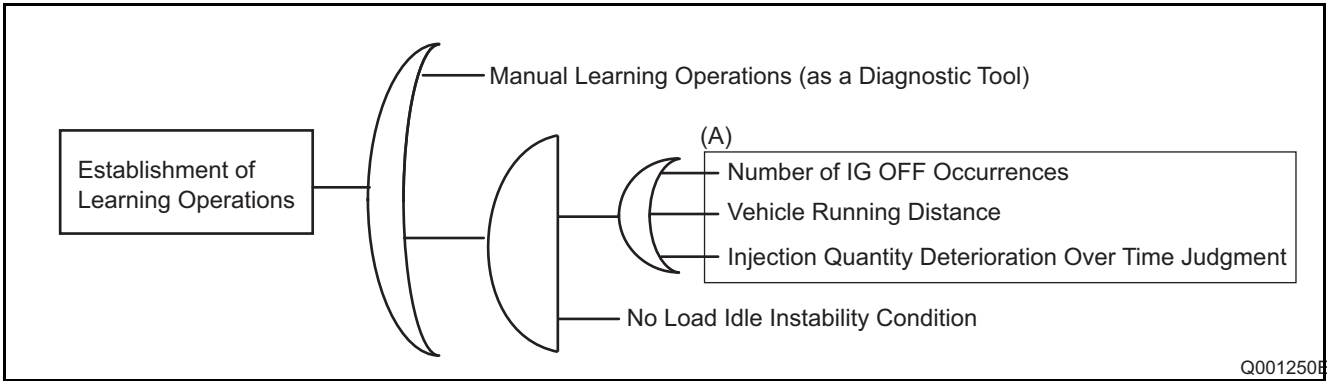 Manual Learning Operations (as a Diagnostic Tool)
(A)
Establishment of
Learning Operations
Number of IG OFF Occurrences
Vehicle Running Distance
Injection Quantity Deterioration Over Time Judgment
No Load Idle Instability Condition
Q001250E